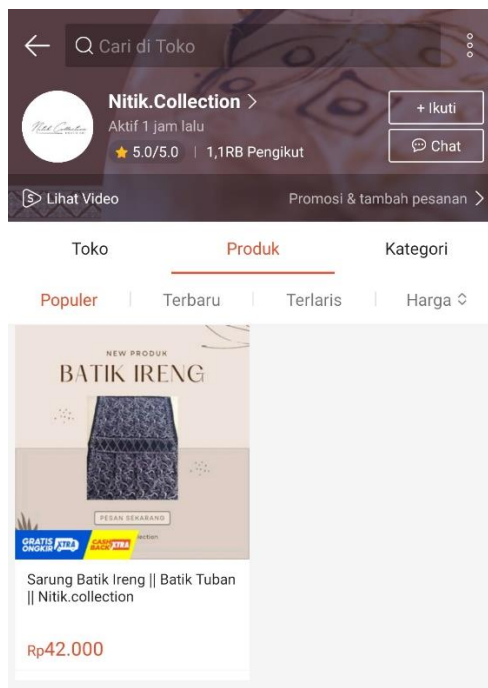 Cari di Toko
Nitik.Collection >
Aktif 1 jam lalu
5.0/5.0 | 1,1RB Pengikut
+ Ikuti
Chat
Nitik Collection
Lihat Video
Promosi & tambah pesanan >
Toko
Produk
Kategori
Populer
Terbaru
Terlaris
Harga
NEW PRODUK
BATIK IRENG
PESAN SEKARANG
GRATIS ONGKIR XTRA
CASHBACK XTRA
Sarung Batik Ireng || Batik Tuban
|| Nitik.collection
Rp42.000